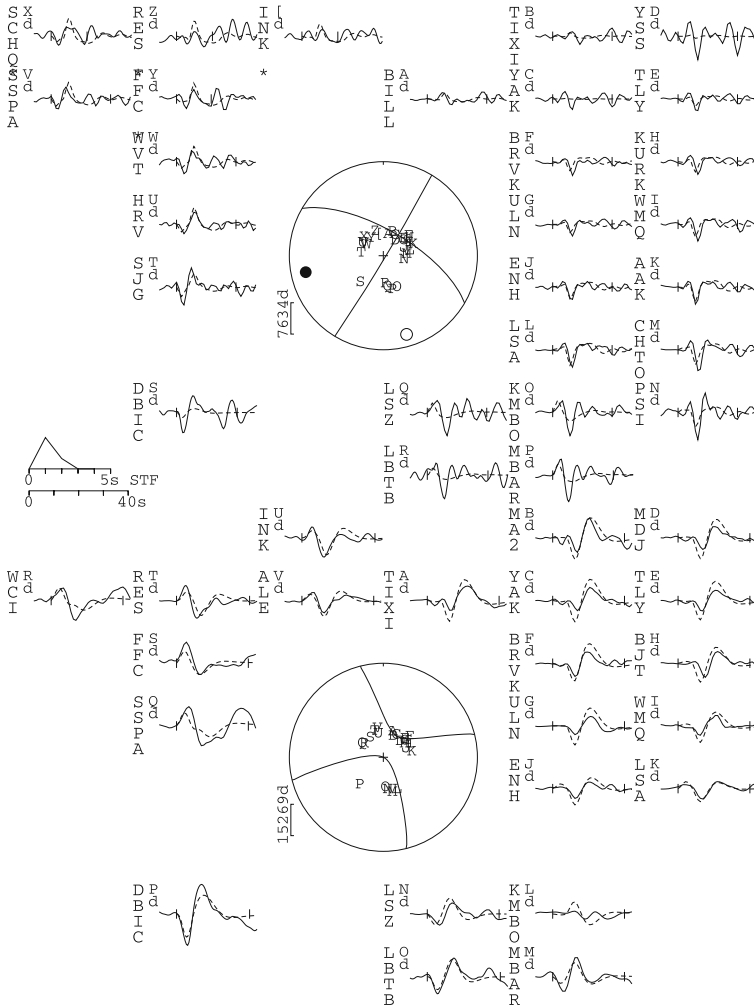 SCHQ X d
RES Z d
INK [ d
TIXI B d
YSS D d
SSPA V d
* FFC Y d
*
BILL A d
YAK C d
TLY E d
WVT W d
BRVK F d
KURK H d
HRV U d
ULN G d
WMQ I d
SJG T d
ENH J d
AAK K d
7634d
LSA L d
CHTO M d
DBIC S d
LSZ Q d
KMBO O d
PSI N d
0 5s STF
0 40s
LBTB R d
MBAR P d
INK U d
MA2 B d
MDJ D d
WCI R d
RES T d
ALE V d
TIXI A d
YAK C d
TLY E d
FFC S d
BRVK F d
BJT H d
SSPA Q d
ULN G d
WMQ I d
15269d
ENH J d
LSA K d
DBIC P d
LSZ N d
KMBO L d
LBTB O d
MBAR M d